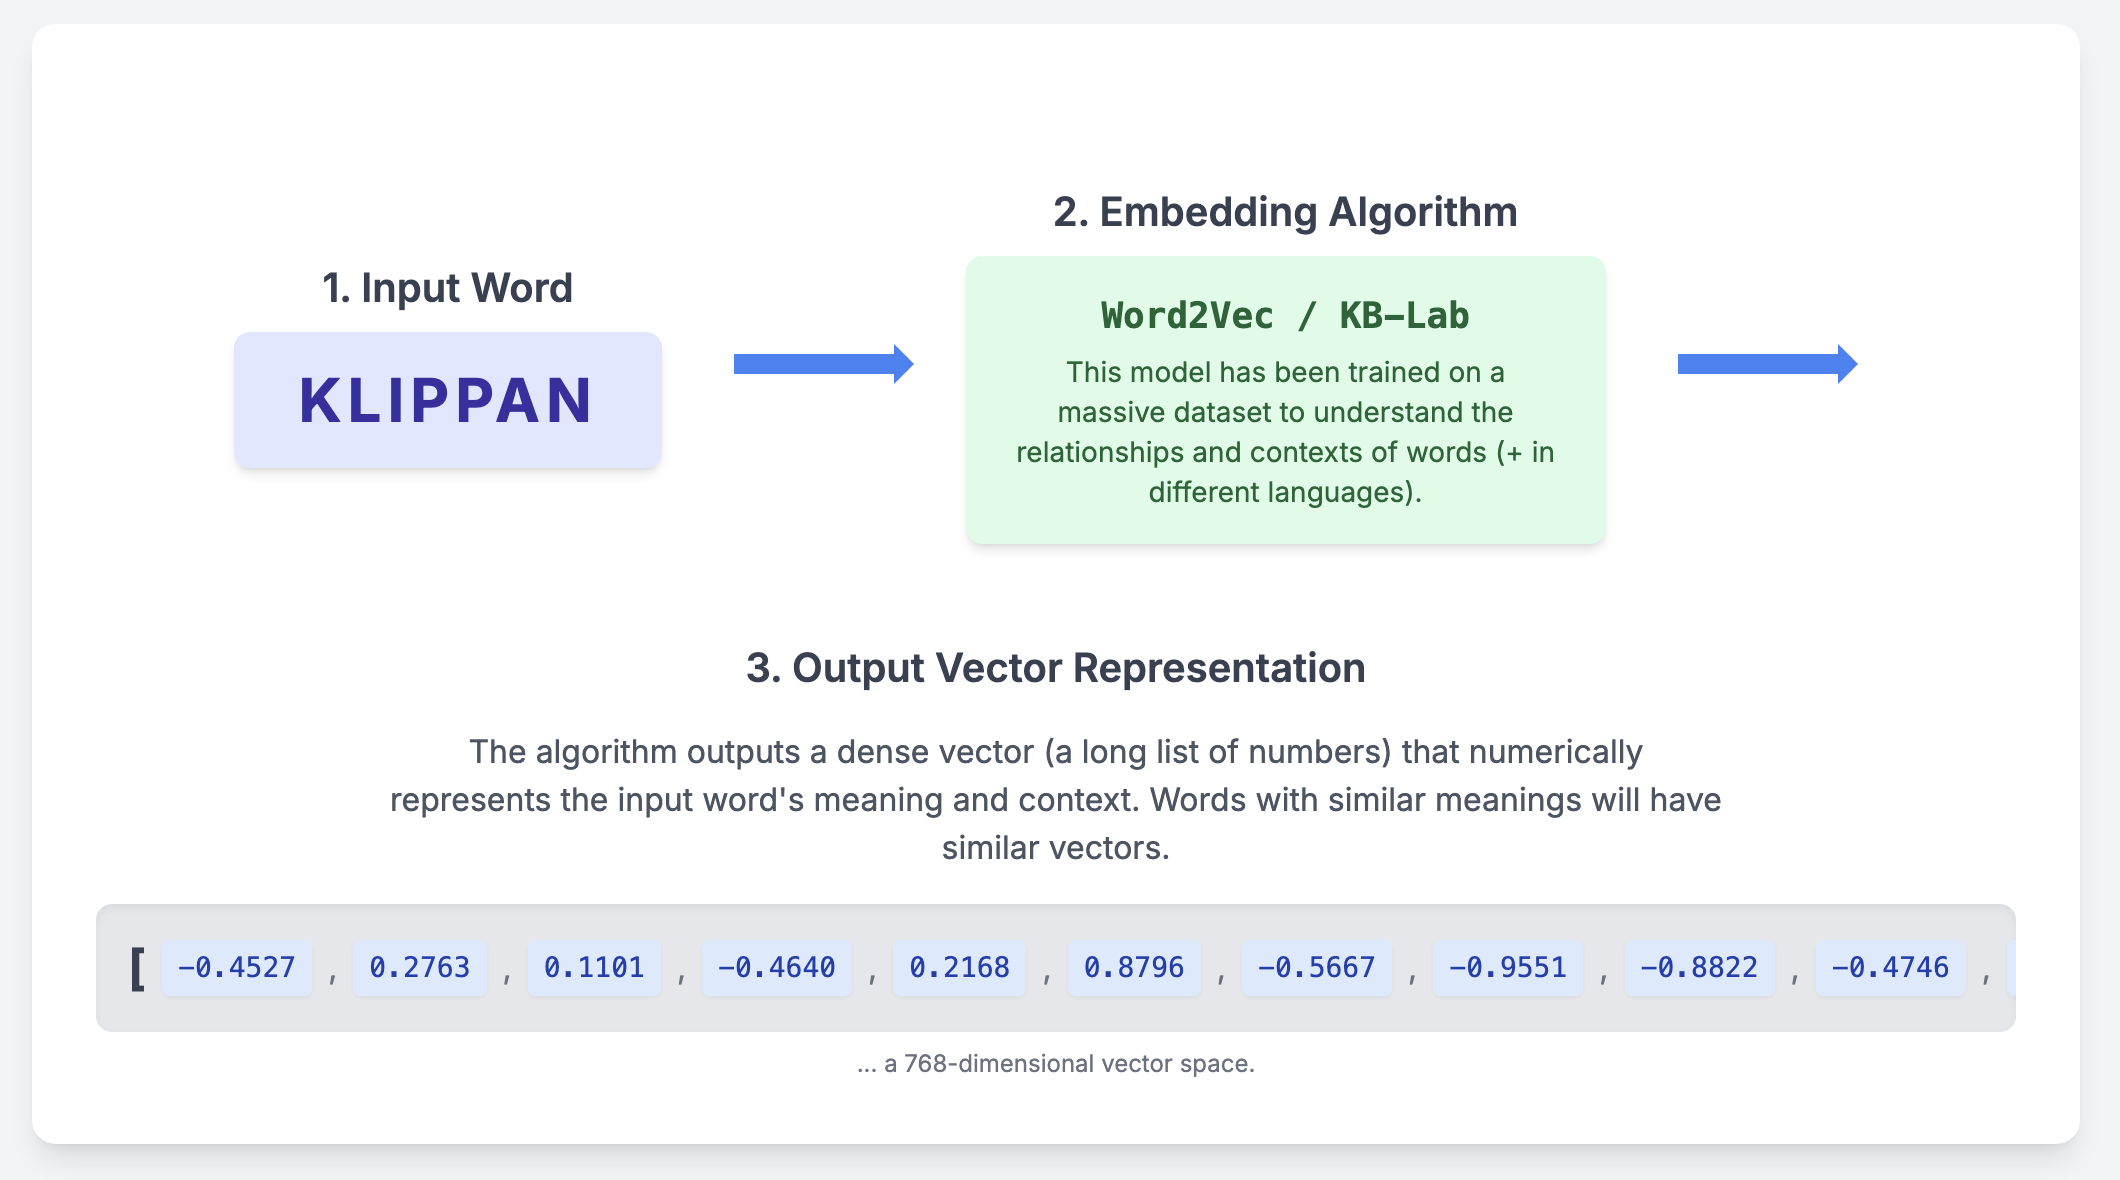 1. Input Word
KLIPPAN
2. Embedding Algorithm
Word2Vec / KB-Lab
This model has been trained on a
massive dataset to understand the
relationships and contexts of words (+ in
different languages).
3. Output Vector Representation
The algorithm outputs a dense vector (a long list of numbers) that numerically
represents the input word's meaning and context. Words with similar meanings will have
similar vectors.
[ -0.4527 , 0.2763 , 0.1101 , -0.4640 , 0.2168 , 0.8796 , -0.5667 , -0.9551 , -0.8822 , -0.4746 ,
... a 768-dimensional vector space.